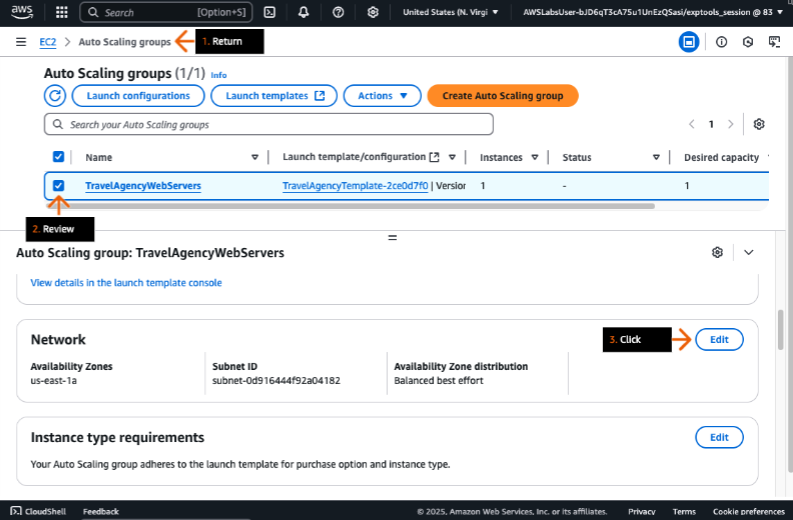 aws Search [Option+S] United States (N. Virgi AWSLabsUser-bJD6qT3cA75u1UnEzQSasi/exptools_session @ 83
EC2 Auto Scaling groups 1. Return
Auto Scaling groups (1/1) Info
Launch configurations Launch templates Actions Create Auto Scaling group
Search your Auto Scaling groups 1
Name Launch template/configuration Instances Status Desired capacity
TravelAgencyWebServers TravelAgencyTemplate-2ce0d7f0 | Version 1 - 1
2. Review
Auto Scaling group: TravelAgencyWebServers
View details in the launch template console
Network 3. Click Edit
Availability Zones Subnet ID Availability Zone distribution
us-east-1a subnet-0d916444f92a04182 Balanced best effort
Instance type requirements Edit
Your Auto Scaling group adheres to the launch template for purchase option and instance type.
CloudShell Feedback © 2025, Amazon Web Services, Inc. or its affiliates. Privacy Terms Cookie preferences